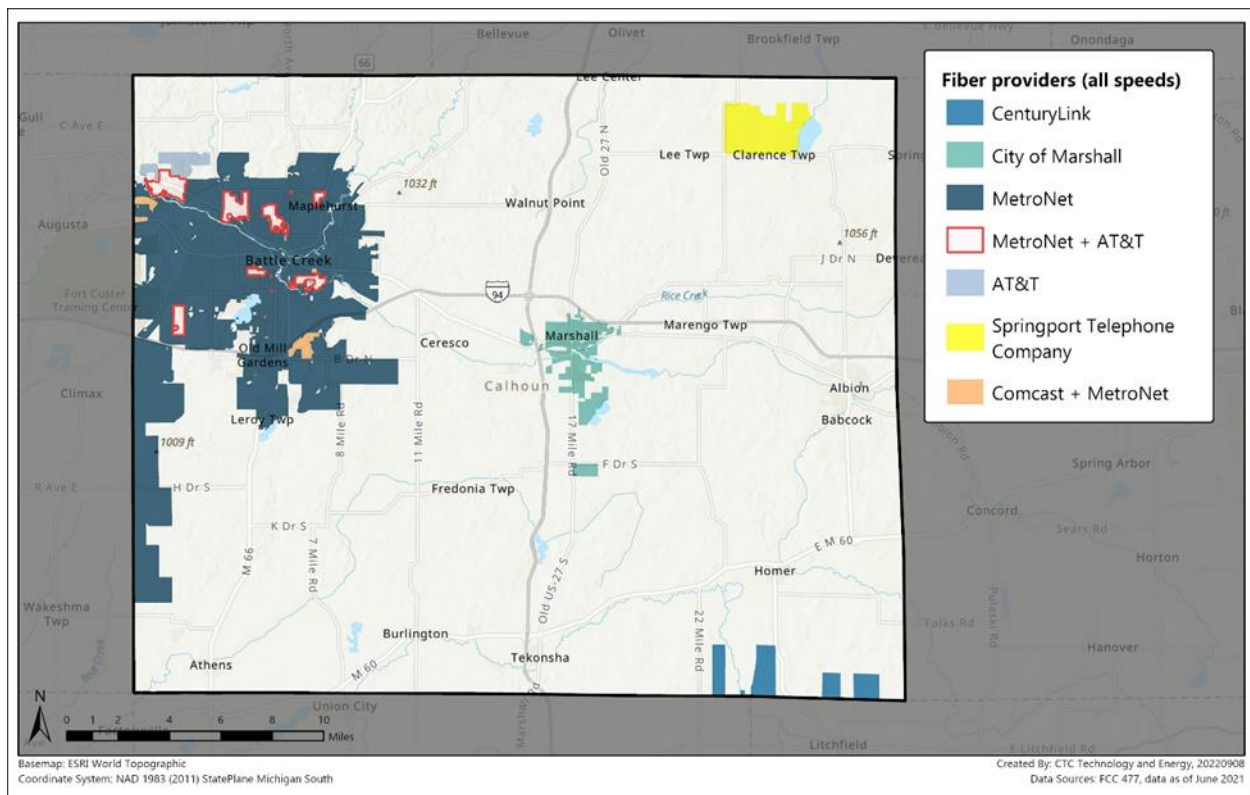 Bellevue
Olivet
Brookfield Twp
Onondaga
66
Lee Center
Gull
C Ave E
Old 27 N
Lee Twp
Clarence Twp
Spring
1032 ft
Maplehurst
Walnut Point
Augusta
1056 ft
Battle Creek
J Dr N
Devereau
Fort Custer
Training Center
94
Rice Creek
Marshall
Marengo Twp
Ceresco
Old Mill
Gardens
B Dr N
Calhoun
Climax
Albion
Babcock
Leroy Twp
8 Mile Rd
11 Mile Rd
17 Mile Rd
1009 ft
Albion Rd
F Dr S
Spring Arbor
R Ave E
H Dr S
Fredonia Twp
Concord
K Dr S
Sears Rd
M 66
7 Mile Rd
E M 60
Horton
Homer
Old US-27 S
Wakeshma
Twp
22 Mile Rd
Pulaski Rd
Folks Rd
Burlington
Hanover
Athens
M 60
Tekonsha
Union City
Marshall Rd
Litchfield
E Litchfield Rd
Fiber providers (all speeds)
CenturyLink
City of Marshall
MetroNet
MetroNet + AT&T
AT&T
Springport Telephone
Company
Comcast + MetroNet
N
0 1 2 4 6 8 10
Miles
Basemap: ESRI World Topographic
Coordinate System: NAD 1983 (2011) StatePlane Michigan South
Created By: CTC Technology and Energy, 20220908
Data Sources: FCC 477, data as of June 2021